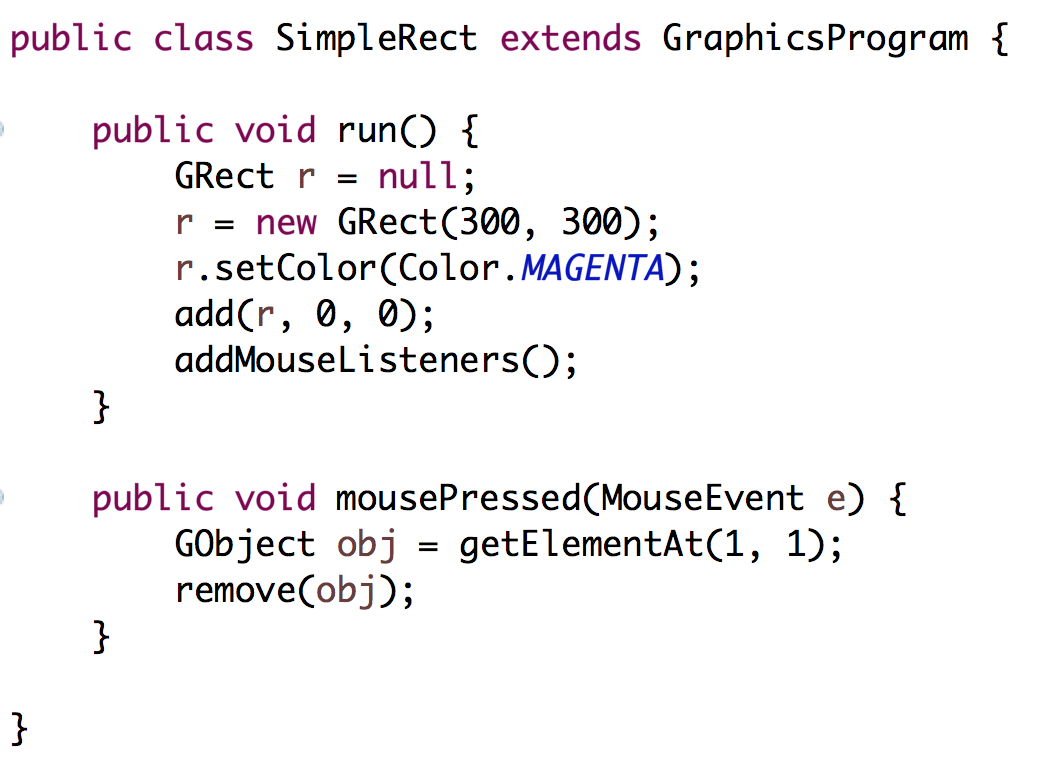 public class SimpleRect extends GraphicsProgram {
public void run() {
GRect r = null;
r = new GRect(300, 300);
r.setColor(Color.MAGENTA);
add(r, 0, 0);
addMouseListeners();
}
public void mousePressed(MouseEvent e) {
GObject obj = getElementAt(1, 1);
remove(obj);
}
}